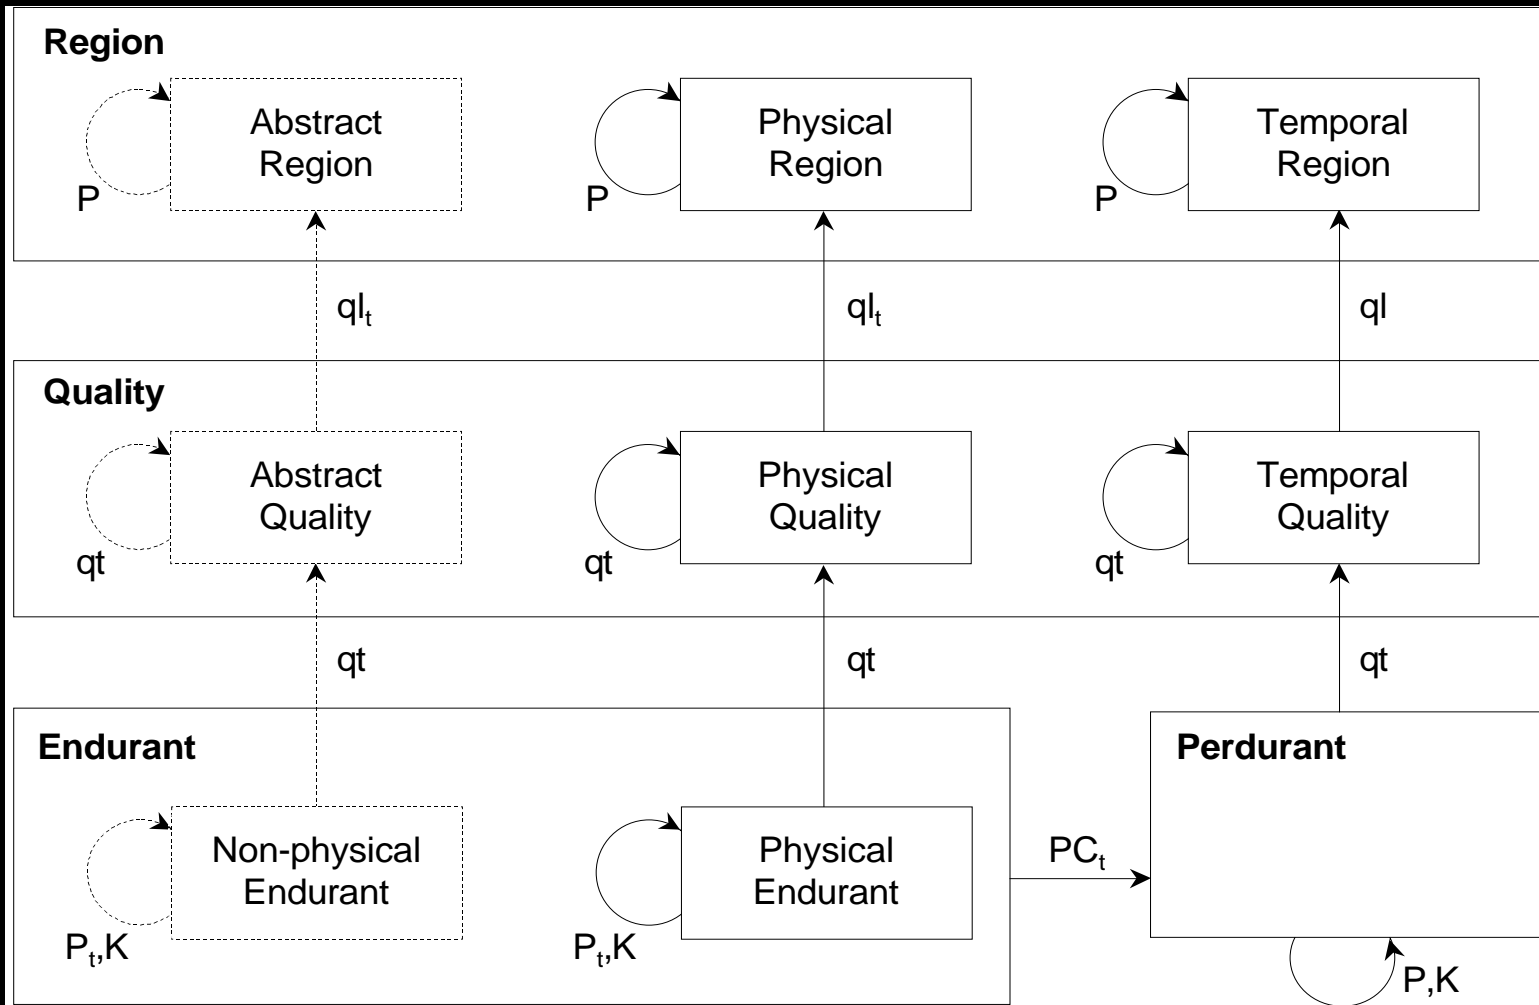 Region
Abstract
Region
Physical
Region
Temporal
Region
P
P
P
qlₜ
qlₜ
ql
Quality
Abstract
Quality
Physical
Quality
Temporal
Quality
qt
qt
qt
qt
qt
qt
Endurant
Perdurant
Non-physical
Endurant
Physical
Endurant
PCₜ
Pₜ,K
Pₜ,K
P,K